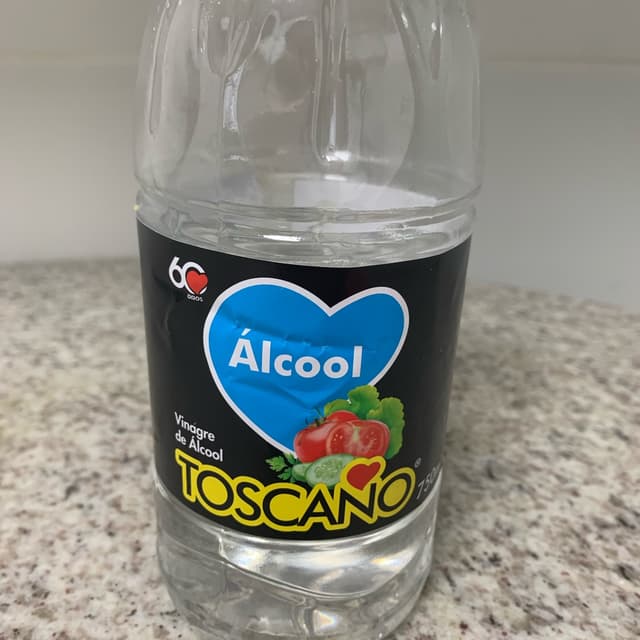 60
anos
Álcool
Vinagre
de Álcool
TOSCANO®
750